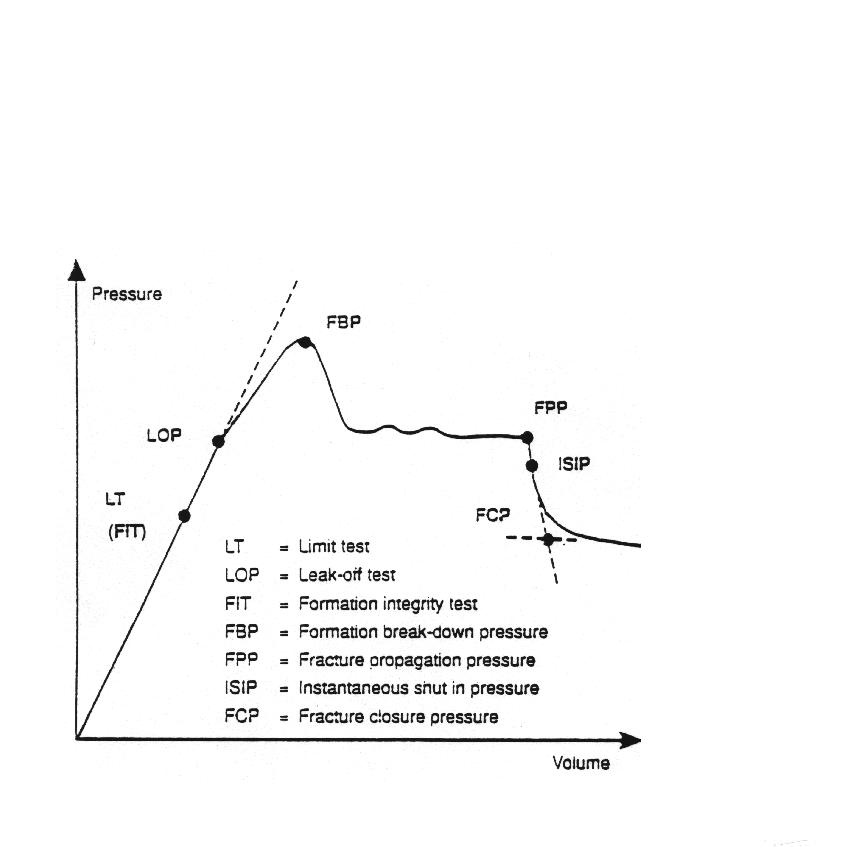 Pressure
FBP
FPP
LOP
ISIP
LT
FCP
(FIT)
LT = Limit test
LOP = Leak-off test
FIT = Formation integrity test
FBP = Formation break-down pressure
FPP = Fracture propagation pressure
ISIP = Instantaneous shut in pressure
FCP = Fracture closure pressure
Volume